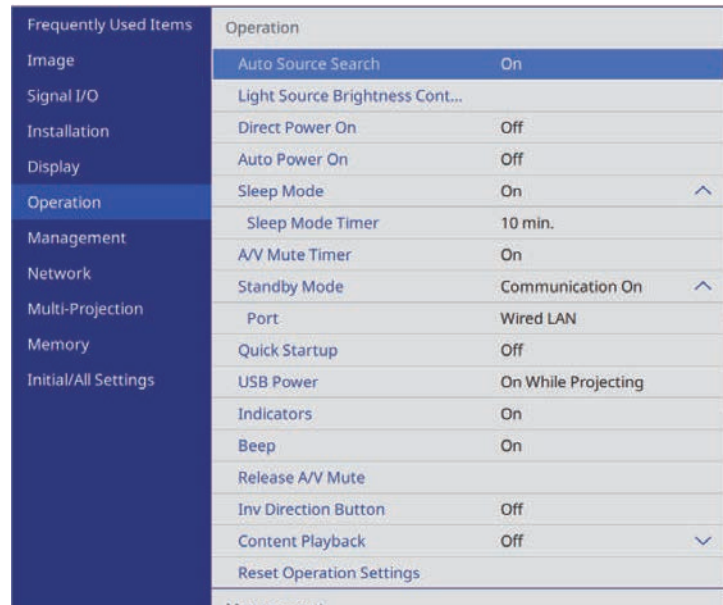 Frequently Used Items
Image
Signal I/O
Installation
Display
Operation
Management
Network
Multi-Projection
Memory
Initial/All Settings
Operation
Auto Source Search On
Light Source Brightness Cont...
Direct Power On Off
Auto Power On Off
Sleep Mode On
Sleep Mode Timer 10 min.
A/V Mute Timer On
Standby Mode Communication On
Port Wired LAN
Quick Startup Off
USB Power On While Projecting
Indicators On
Beep On
Release A/V Mute
Inv Direction Button Off
Content Playback Off
Reset Operation Settings